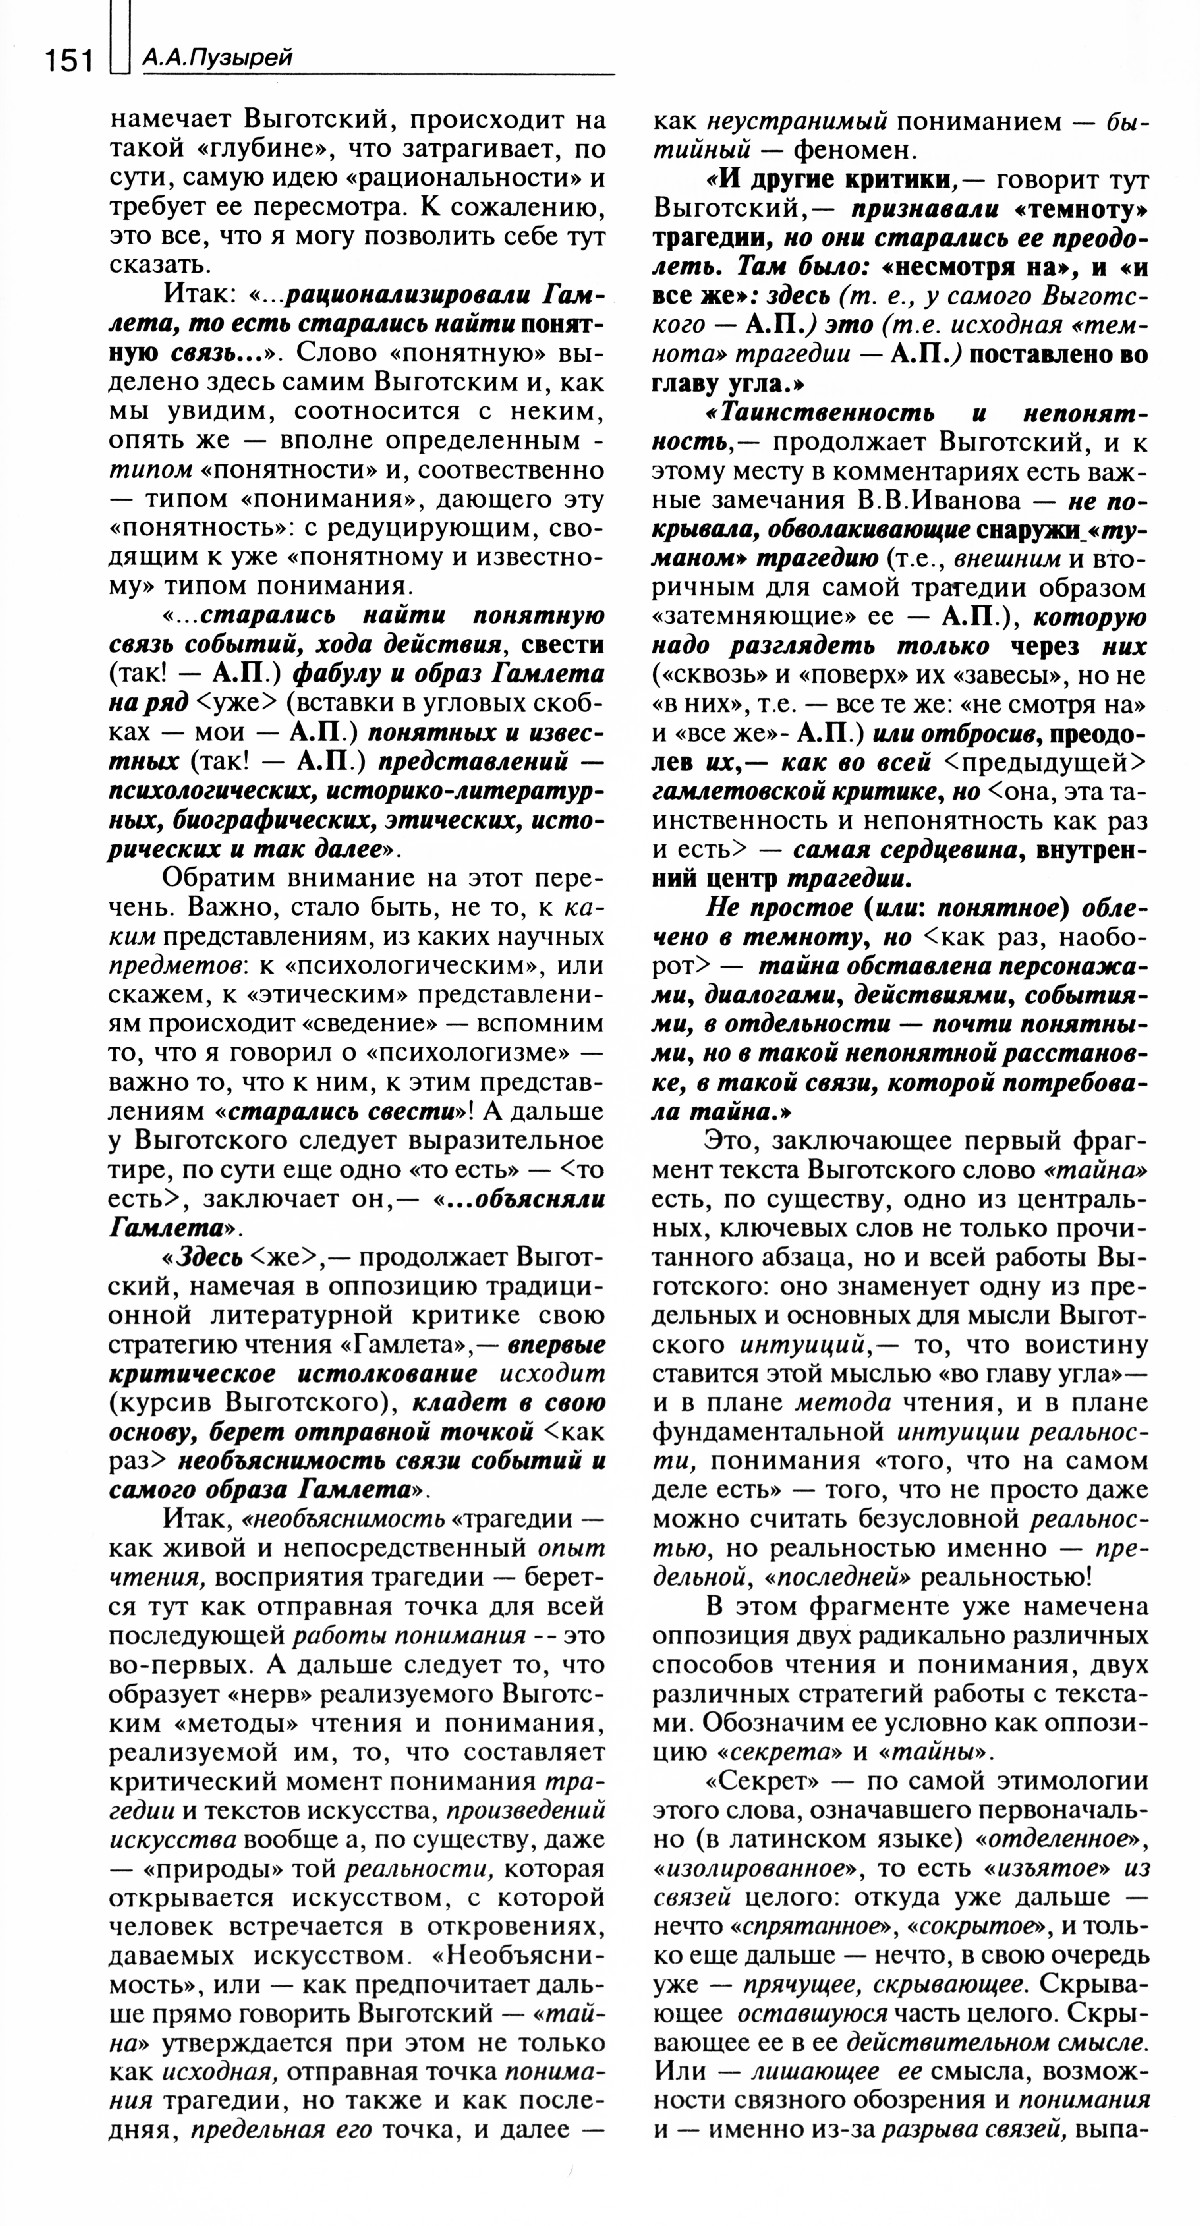 151
А.А.Пузырей
намечает Выготский, происходит на
такой «глубине», что затрагивает, по
сути, самую идею «рациональности» и
требует ее пересмотра. К сожалению,
это все, что я могу позволить себе тут
сказать.
Итак: «...рационализировали Гам-
лета, то есть старались найти понят-
ную связь...». Слово «понятную» вы-
делено здесь самим Выготским и, как
мы увидим, соотносится с неким,
опять же — вполне определенным -
типом «понятности» и, соотвественно
— типом «понимания», дающего эту
«понятность»: с редуцирующим, сво-
дящим к уже «понятному и известно-
му» типом понимания.
«...старались найти понятную
связь событий, хода действия, свести
(так! — А.П.) фабулу и образ Гамлета
на ряд <уже> (вставки в угловых скоб-
ках — мои — А.П.) понятных и извес-
тных (так! — А.П.) представлений —
психологических, историко-литератур-
ных, биографических, этических, исто-
рических и так далее».
Обратим внимание на этот пере-
чень. Важно, стало быть, не то, к ка-
ким представлениям, из каких научных
предметов: к «психологическим», или
скажем, к «этическим» представлени-
ям происходит «сведение» — вспомним
то, что я говорил о «психологизме» —
важно то, что к ним, к этим представ-
лениям «старались свести»! А дальше
у Выготского следует выразительное
тире, по сути еще одно «то есть» — <то
есть>, заключает он,— «...объясняли
Гамлета».
«Здесь <же>,— продолжает Выгот-
ский, намечая в оппозицию традици-
онной литературной критике свою
стратегию чтения «Гамлета»,— впервые
критическое истолкование исходит
(курсив Выготского), кладет в свою
основу, берет отправной точкой <как
раз> необъяснимость связи событий и
самого образа Гамлета».
Итак, «необъяснимость «трагедии —
как живой и непосредственный опыт
чтения, восприятия трагедии — берет-
ся тут как отправная точка для всей
последующей работы понимания -- это
во-первых. А дальше следует то, что
образует «нерв» реализуемого Выготс-
ким «методы» чтения и понимания,
реализуемой им, то, что составляет
критический момент понимания тра-
гедии и текстов искусства, произведений
искусства вообще а, по существу, даже
— «природы» той реальности, которая
открывается искусством, с которой
человек встречается в откровениях,
даваемых искусством. «Необъясни-
мость», или — как предпочитает даль-
ше прямо говорить Выготский — «тай-
на» утверждается при этом не только
как исходная, отправная точка понима-
ния трагедии, но также и как после-
дняя, предельная его точка, и далее —
как неустранимый пониманием — бы-
тийный — феномен.
«И другие критики,— говорит тут
Выготский,— признавали «темноту»
трагедии, но они старались ее преодо-
леть. Там было: «несмотря на», и «и
все же»: здесь (т. е., у самого Выготс-
кого — А.П.) это (т.е. исходная «тем-
нота» трагедии — А.П.) поставлено во
главу угла.»
«Таинственность и непонят-
ность,— продолжает Выготский, и к
этому месту в комментариях есть важ-
ные замечания В.В.Иванова — не по-
крывала, обволакивающие снаружи «ту-
маном» трагедию (т.е., внешним и вто-
ричным для самой трагедии образом
«затемняющие» ее — А.П.), которую
надо разглядеть только через них
(«сквозь» и «поверх» их «завесы», но не
«в них», т.е. — все те же: «не смотря на»
и «все же»- А.П.) или отбросив, преодо-
лев их,— как во всей <предыдущей>
гамлетовской критике, но <она, эта та-
инственность и непонятность как раз
и есть> — самая сердцевина, внутрен-
ний центр трагедии.
Не простое (или: понятное) обле-
чено в темноту, но <как раз, наобо-
рот> — тайна обставлена персонажа-
ми, диалогами, действиями, события-
ми, в отдельности — почти понятны-
ми, но в такой непонятной расстанов-
ке, в такой связи, которой потребова-
ла тайна.»
Это, заключающее первый фраг-
мент текста Выготского слово «тайна»
есть, по существу, одно из централь-
ных, ключевых слов не только прочи-
танного абзаца, но и всей работы Вы-
готского: оно знаменует одну из пре-
дельных и основных для мысли Выгот-
ского интуиций,— то, что воистину
ставится этой мыслью «во главу угла»—
и в плане метода чтения, и в плане
фундаментальной интуиции реальнос-
ти, понимания «того, что на самом
деле есть» — того, что не просто даже
можно считать безусловной реальнос-
тью, но реальностью именно — пре-
дельной, «последней» реальностью!
В этом фрагменте уже намечена
оппозиция двух радикально различных
способов чтения и понимания, двух
различных стратегий работы с текста-
ми. Обозначим ее условно как оппози-
цию «секрета» и «тайны».
«Секрет» — по самой этимологии
этого слова, означавшего первоначаль-
но (в латинском языке) «отделенное»,
«изолированное», то есть «изъятое» из
связей целого: откуда уже дальше —
нечто «спрятанное», «сокрытое», и толь-
ко еще дальше — нечто, в свою очередь
уже — прячущее, скрывающее. Скрыва-
ющее оставшуюся часть целого. Скры-
вающее ее в ее действительном смысле.
Или — лишающее ее смысла, возмож-
ности связного обозрения и понимания
и — именно из-за разрыва связей, выпа-